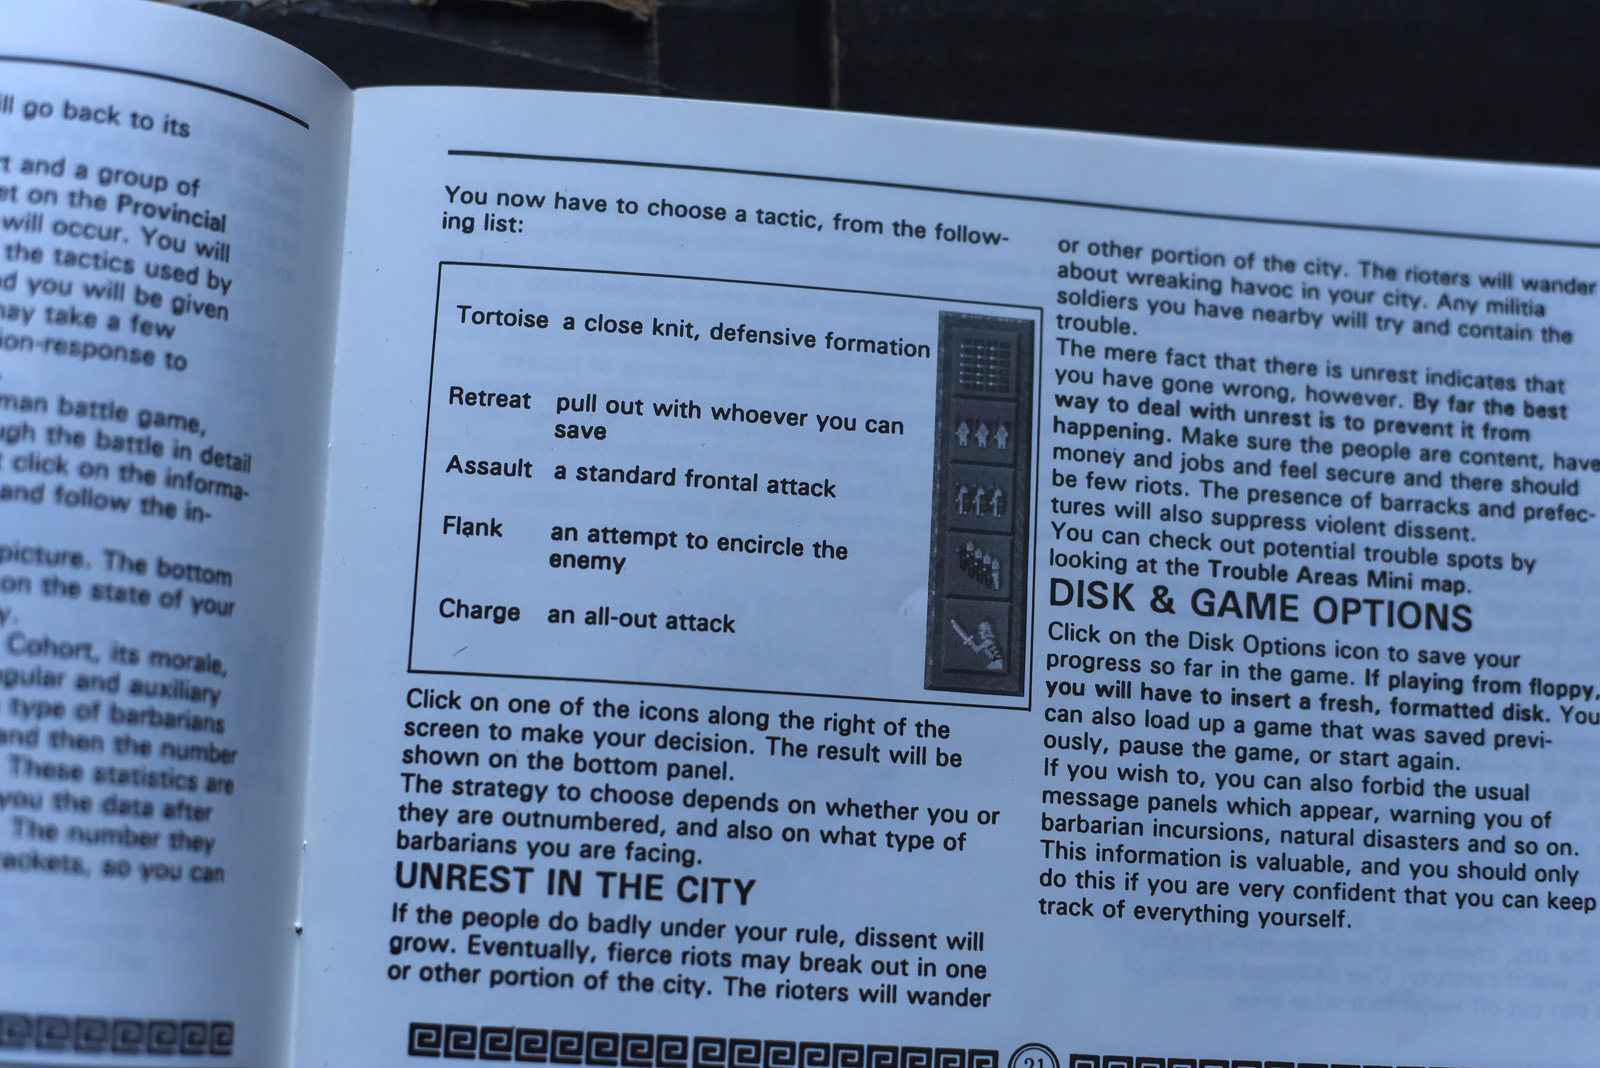 ll go back to its
t and a group of
et on the Provincial
will occur. You will
the tactics used by
d you will be given
nay take a few
ion-response to
man battle game,
ugh the battle in detail
t click on the informa-
and follow the in-
picture. The bottom
on the state of your
y.
Cohort, its morale,
gular and auxiliary
type of barbarians
and then the number
These statistics are
you the data after
The number they
rackets, so you can
You now have to choose a tactic, from the follow-
ing list:
Tortoise a close knit, defensive formation
Retreat pull out with whoever you can
save
Assault a standard frontal attack
Flank an attempt to encircle the
enemy
Charge an all-out attack
Click on one of the icons along the right of the
screen to make your decision. The result will be
shown on the bottom panel.
The strategy to choose depends on whether you or
they are outnumbered, and also on what type of
barbarians you are facing.
UNREST IN THE CITY
If the people do badly under your rule, dissent will
grow. Eventually, fierce riots may break out in one
or other portion of the city. The rioters will wander
or other portion of the city. The rioters will wander
about wreaking havoc in your city. Any militia
soldiers you have nearby will try and contain the
trouble.
The mere fact that there is unrest indicates that
you have gone wrong, however. By far the best
way to deal with unrest is to prevent it from
happening. Make sure the people are content, have
money and jobs and feel secure and there should
be few riots. The presence of barracks and prefec-
tures will also suppress violent dissent.
You can check out potential trouble spots by
looking at the Trouble Areas Mini map.
DISK & GAME OPTIONS
Click on the Disk Options icon to save your
progress so far in the game. If playing from floppy,
you will have to insert a fresh, formatted disk. You
can also load up a game that was saved previ-
ously, pause the game, or start again.
If you wish to, you can also forbid the usual
message panels which appear, warning you of
barbarian incursions, natural disasters and so on.
This information is valuable, and you should only
do this if you are very confident that you can keep
track of everything yourself.
21